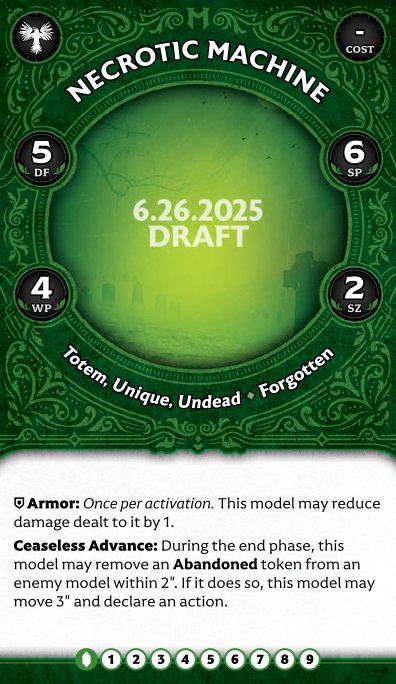 -
COST
NECROTIC MACHINE
5
DF
6
SP
6.26.2025
DRAFT
4
WP
2
SZ
Totem, Unique, Undead ◆ Forgotten
Armor: Once per activation. This model may reduce
damage dealt to it by 1.
Ceaseless Advance: During the end phase, this
model may remove an Abandoned token from an
enemy model within 2". If it does so, this model may
move 3" and declare an action.
1 2 3 4 5 6 7 8 9